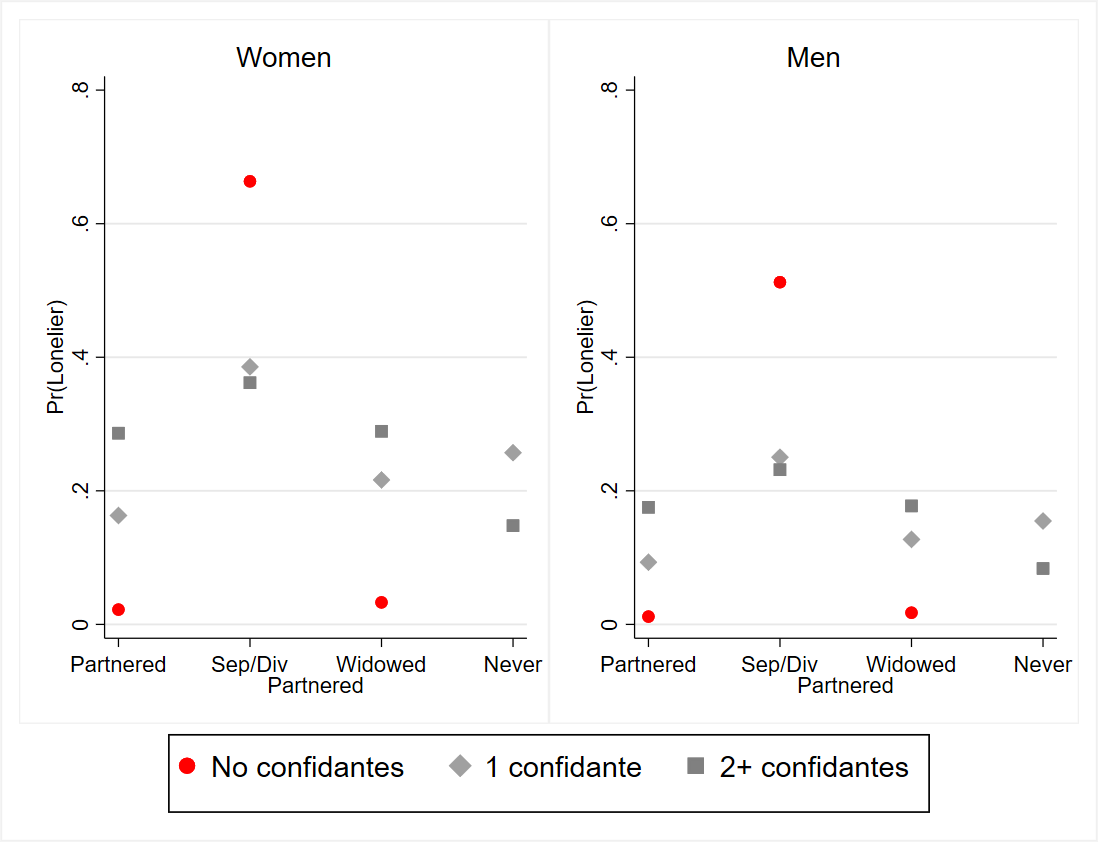 Women
.8
.6
.4
.2
0
Pr(Lonelier)
Partnered Sep/Div Widowed Never
Partnered
Men
.8
.6
.4
.2
0
Pr(Lonelier)
Partnered Sep/Div Widowed Never
Partnered
No confidantes 1 confidante 2+ confidantes